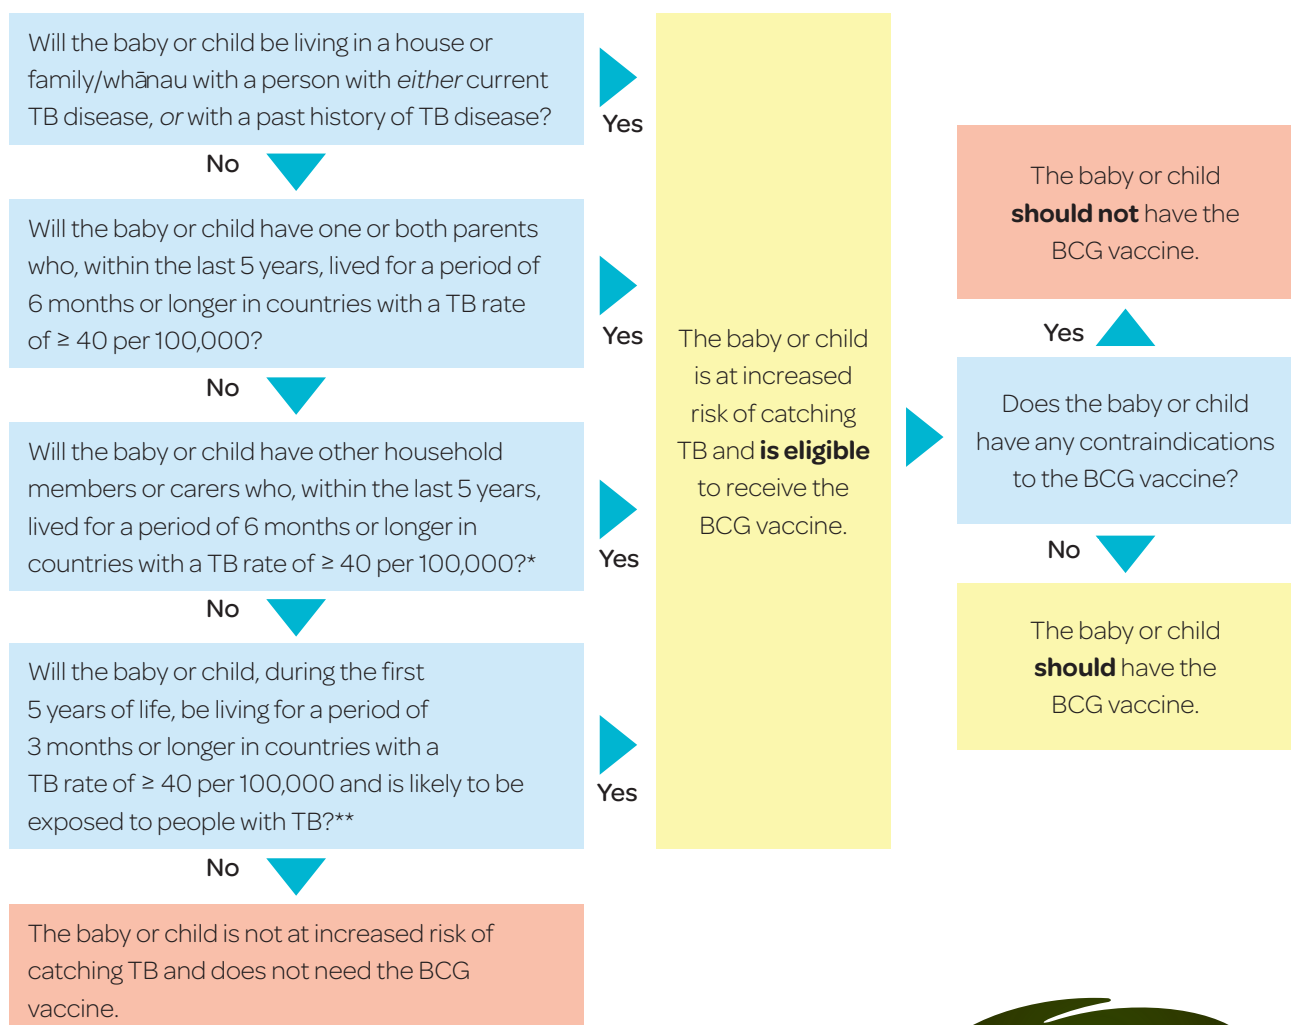 Will the baby or child be living in a house or
family/whānau with a person with either current
TB disease, or with a past history of TB disease?
Yes
No
Will the baby or child have one or both parents
who, within the last 5 years, lived for a period of
6 months or longer in countries with a TB rate
of ≥ 40 per 100,000?
Yes
No
Will the baby or child have other household
members or carers who, within the last 5 years,
lived for a period of 6 months or longer in
countries with a TB rate of ≥ 40 per 100,000?*
Yes
No
Will the baby or child, during the first
5 years of life, be living for a period of
3 months or longer in countries with a
TB rate of ≥ 40 per 100,000 and is likely to be
exposed to people with TB?**
Yes
No
The baby or child is not at increased risk of
catching TB and does not need the BCG
vaccine.
The baby or child
is at increased
risk of catching
TB and is eligible
to receive the
BCG vaccine.
The baby or child
should not have the
BCG vaccine.
Yes
Does the baby or child
have any contraindications
to the BCG vaccine?
No
The baby or child
should have the
BCG vaccine.